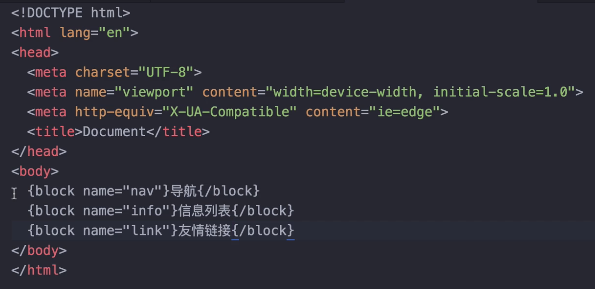 <!DOCTYPE html>
<html lang="en">
<head>
  <meta charset="UTF-8">
  <meta name="viewport" content="width=device-width, initial-scale=1.0">
  <meta http-equiv="X-UA-Compatible" content="ie=edge">
  <title>Document</title>
</head>
<body>
  {block name="nav"}导航{/block}
  {block name="info"}信息列表{/block}
  {block name="link"}友情链接{/block}
</body>
</html>